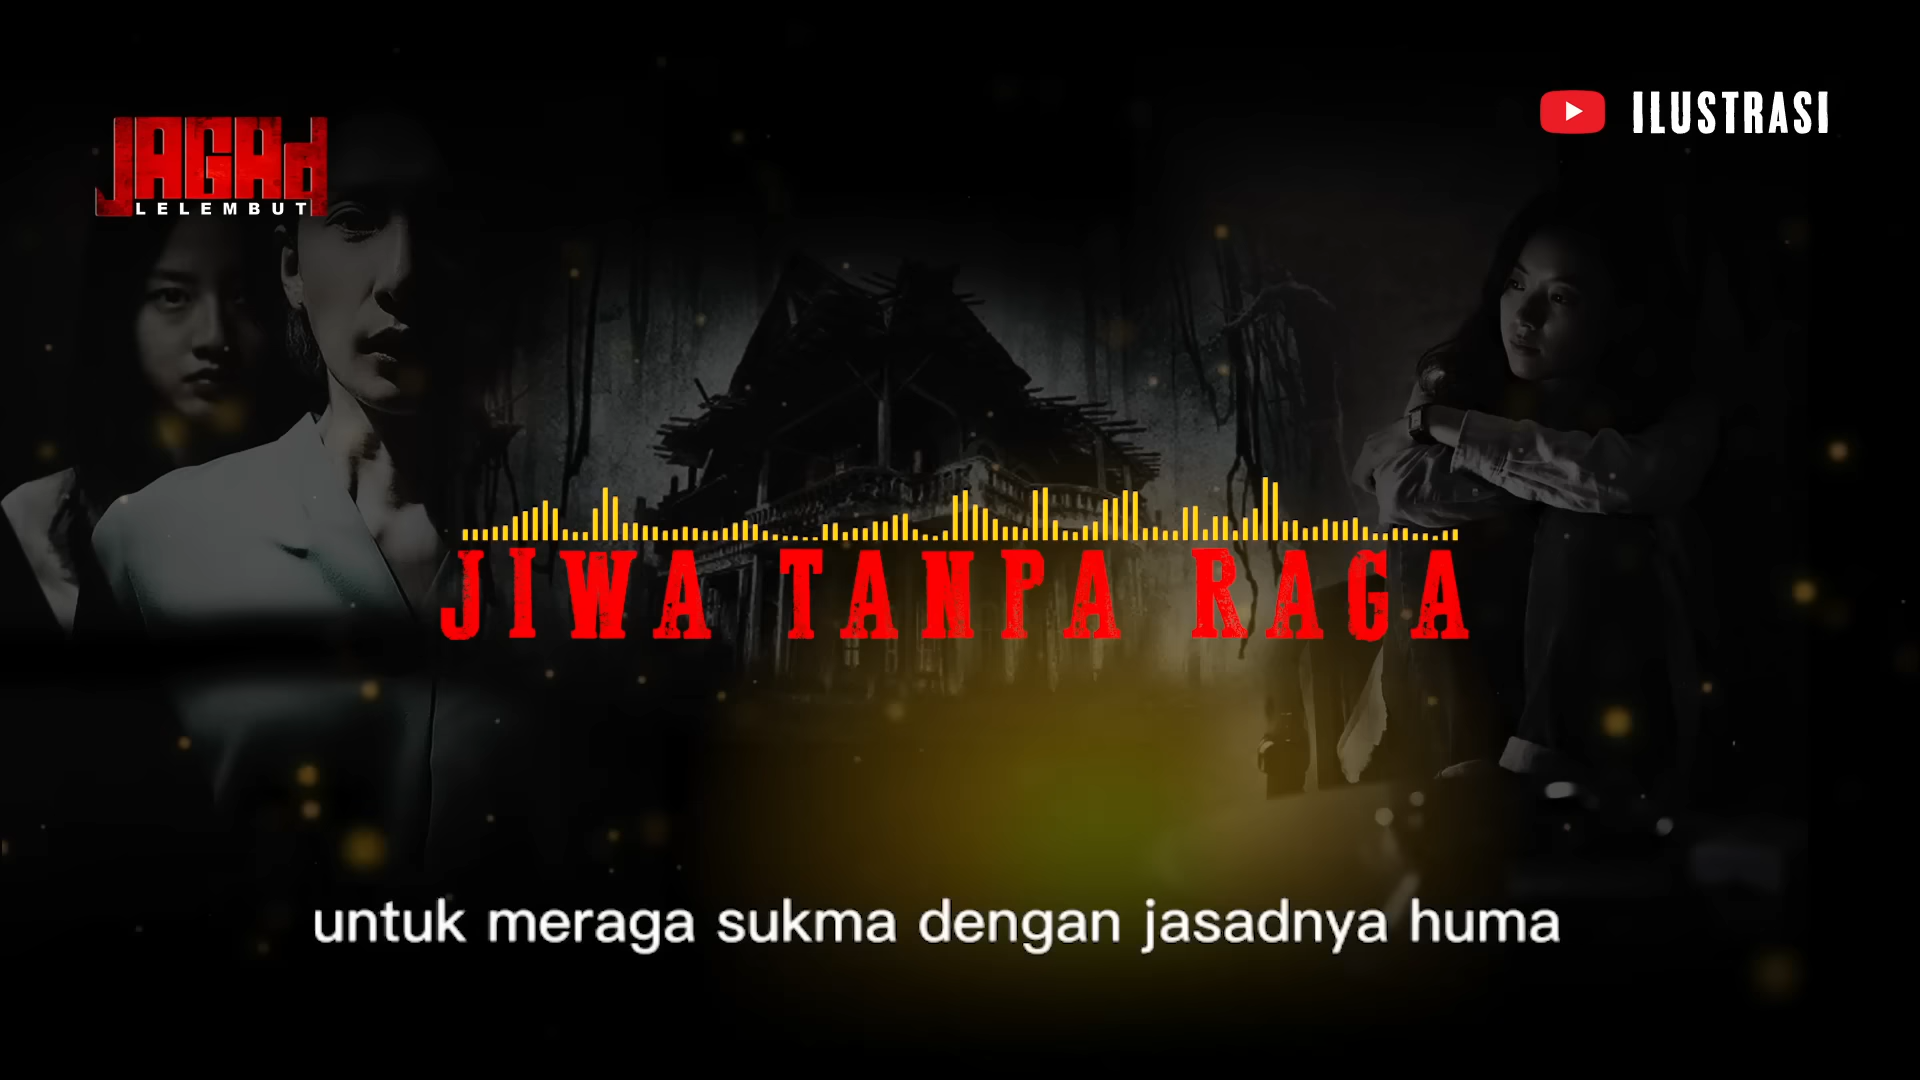 JAGAd
LELEMBUT
ILUSTRASI
JIWA TANPA RAGA
untuk meraga sukma dengan jasadnya huma